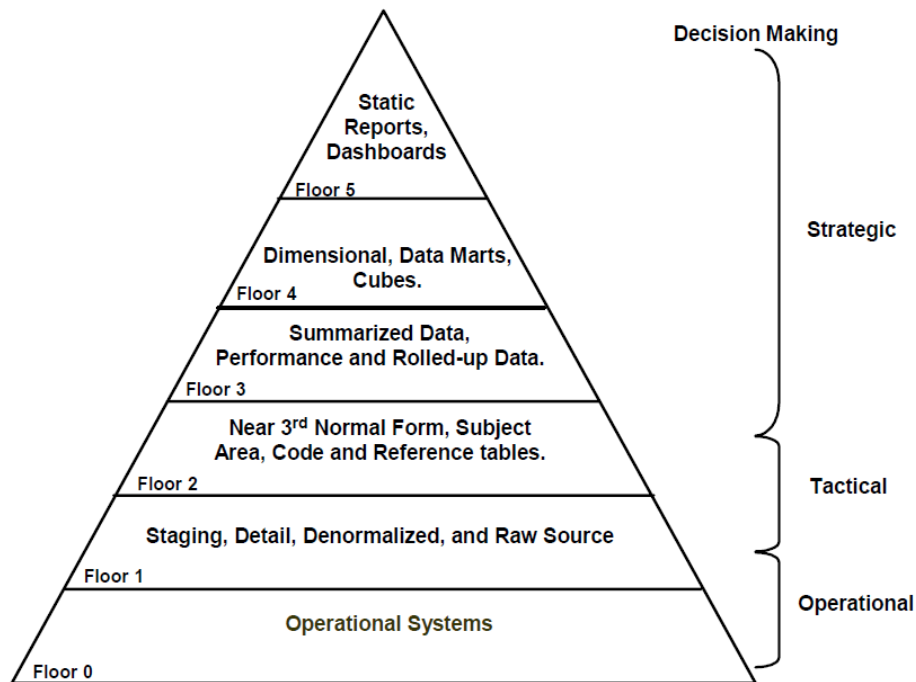 Decision Making
Static
Reports,
Dashboards
Floor 5
Strategic
Dimensional, Data Marts,
Cubes.
Floor 4
Summarized Data,
Performance and Rolled-up Data.
Floor 3
Near 3rd Normal Form, Subject
Area, Code and Reference tables.
Floor 2
Tactical
Staging, Detail, Denormalized, and Raw Source
Floor 1
Operational
Operational Systems
Floor 0